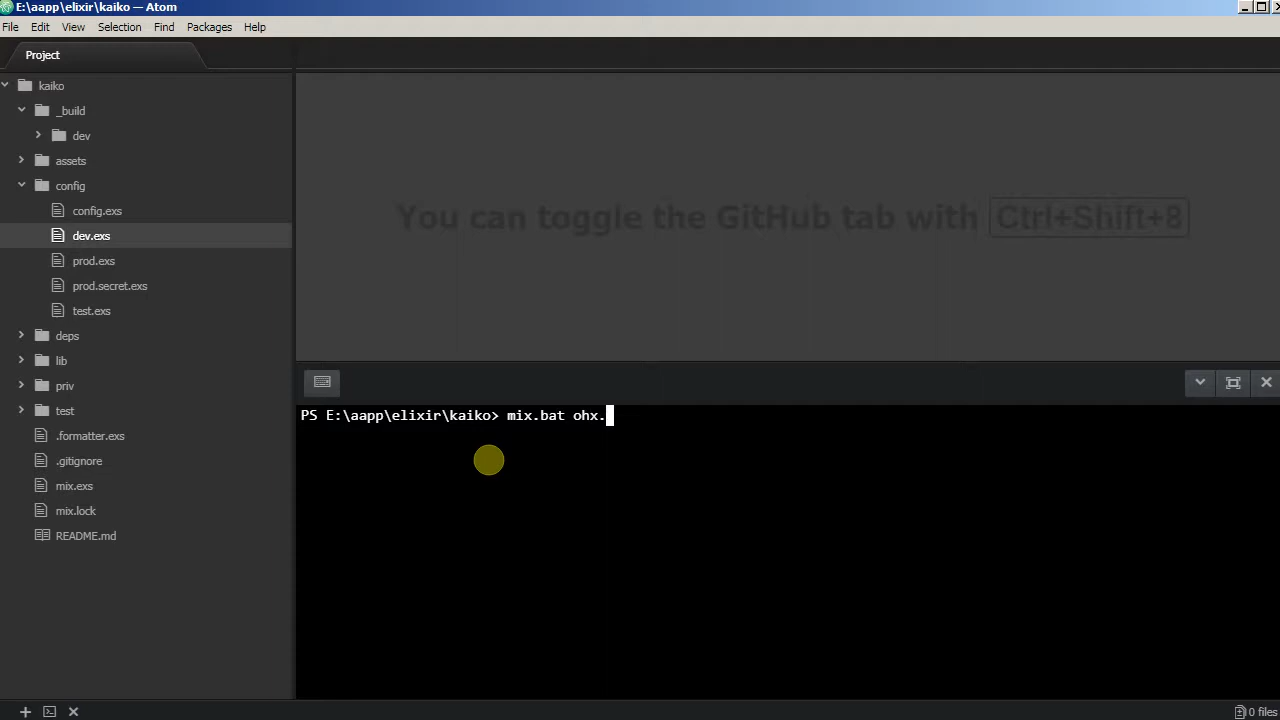 E:\aapp\elixir\kaiko — Atom
File Edit View Selection Find Packages Help
Project
kaiko
_build
dev
assets
config
config.exs
dev.exs
prod.exs
prod.secret.exs
test.exs
deps
lib
priv
test
.formatter.exs
.gitignore
mix.exs
mix.lock
README.md
You can toggle the GitHub tab with Ctrl+Shift+8
PS E:\aapp\elixir\kaiko> mix.bat ohx.
0 files